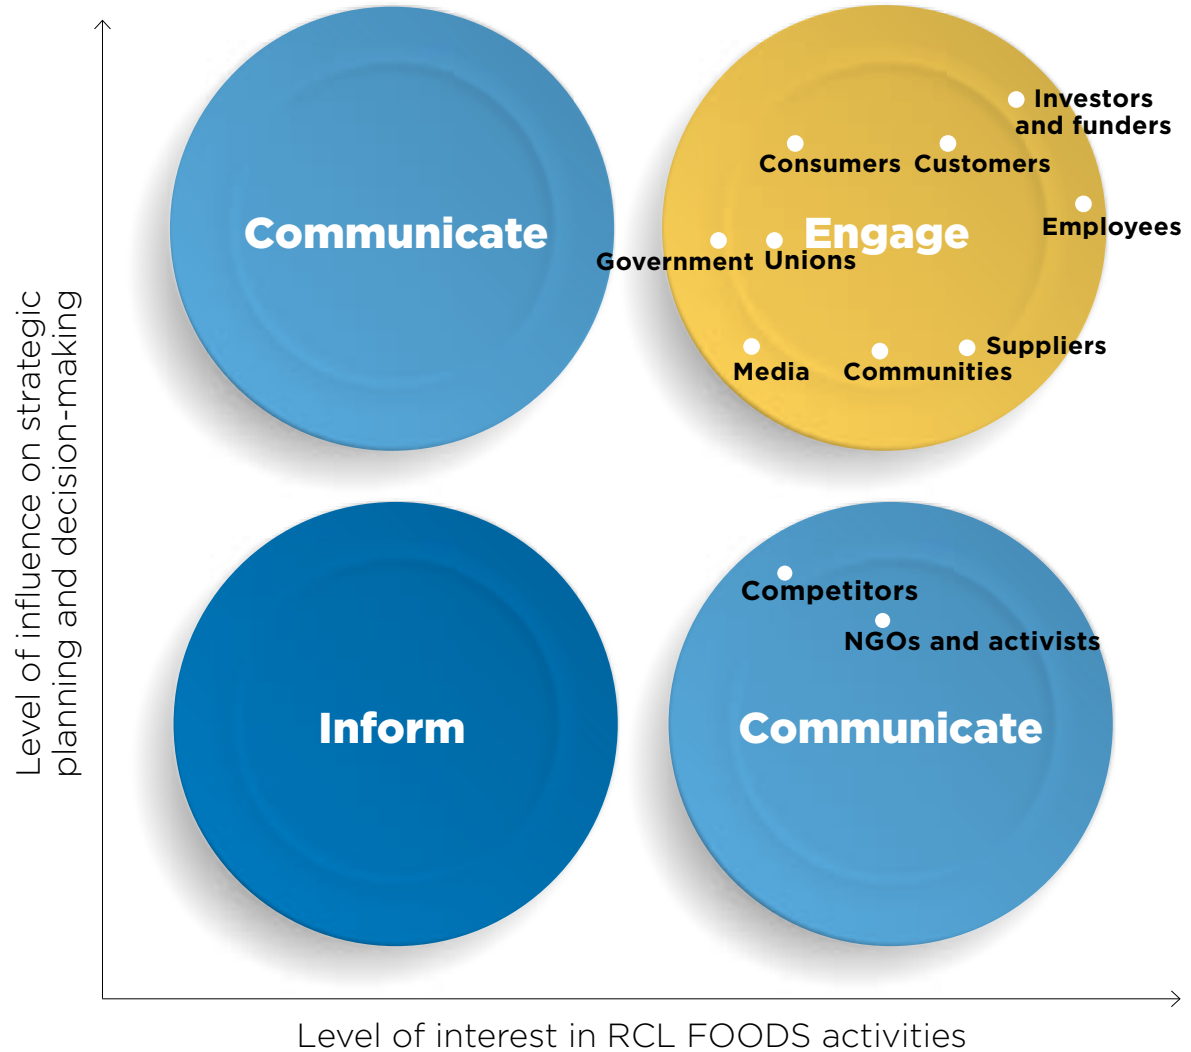 Level of influence on strategic
planning and decision-making
Communicate
Engage
Investors
and funders
Consumers
Customers
Employees
Government
Unions
Suppliers
Media
Communities
Inform
Communicate
Competitors
NGOs and activists
Level of interest in RCL FOODS activities